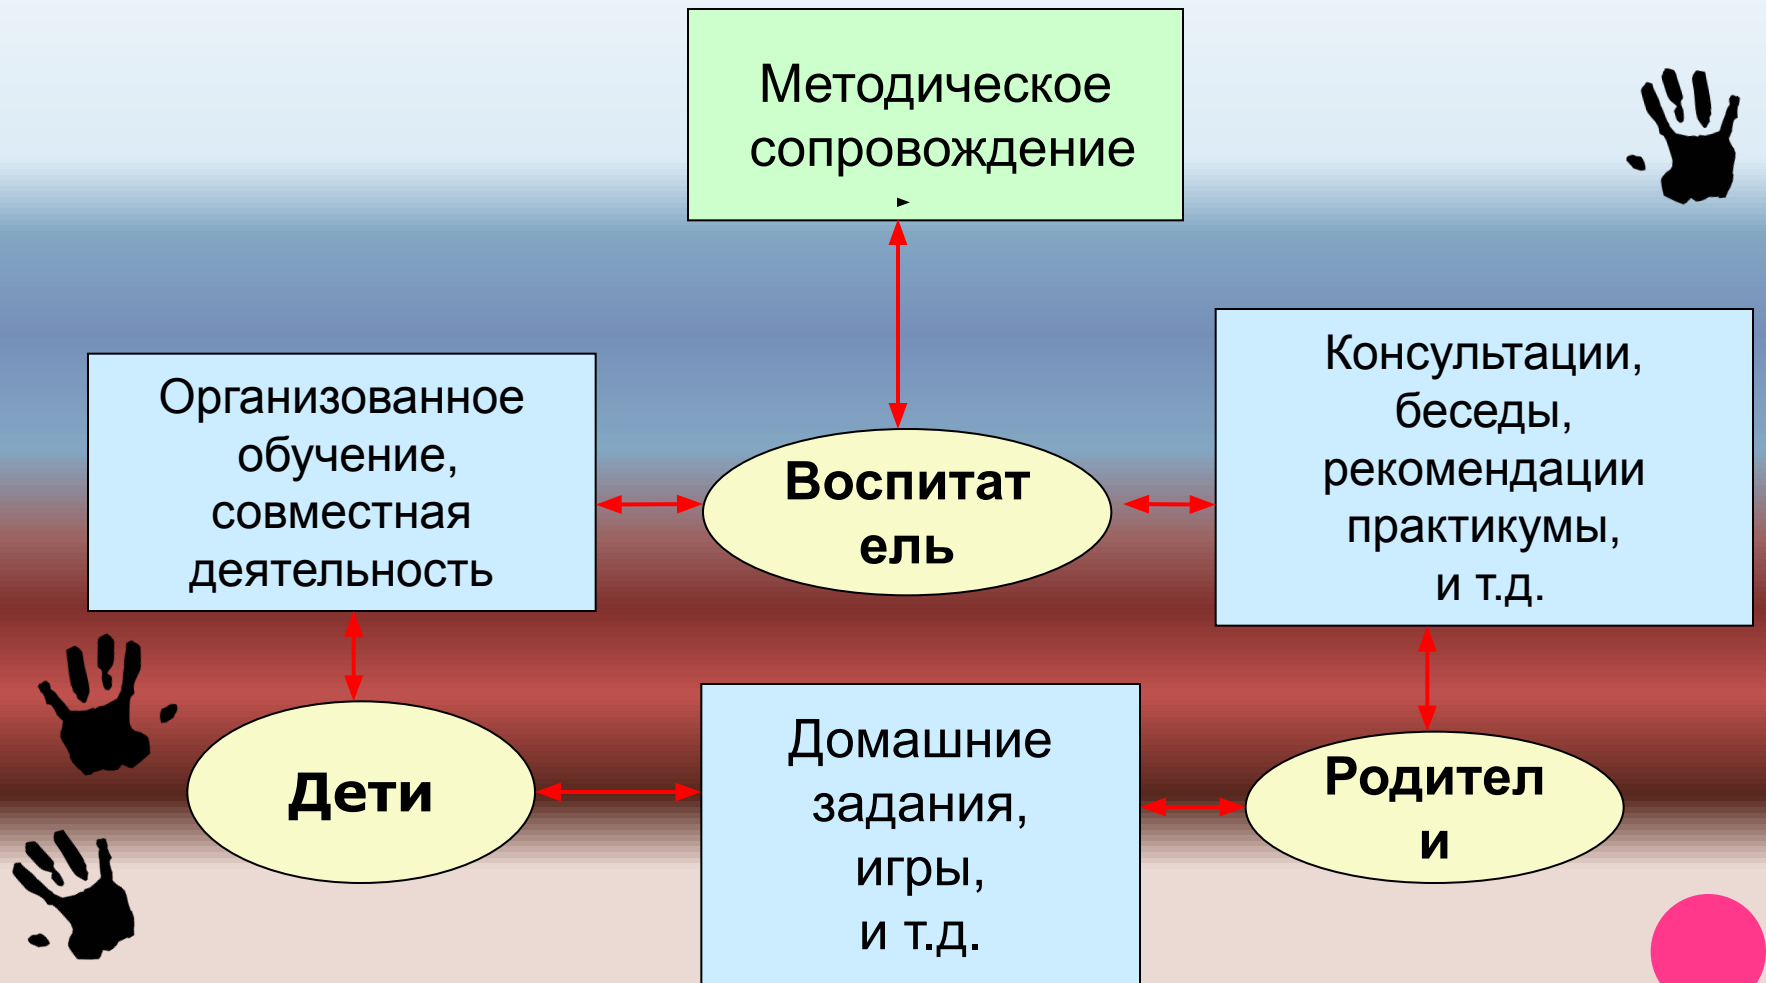 Методическое
сопровождение
Организованное
обучение,
совместная
деятельность
Воспитат
ель
Консультации,
беседы,
рекомендации
практикумы,
и т.д.
Дети
Домашние
задания,
игры,
и т.д.
Родител
и